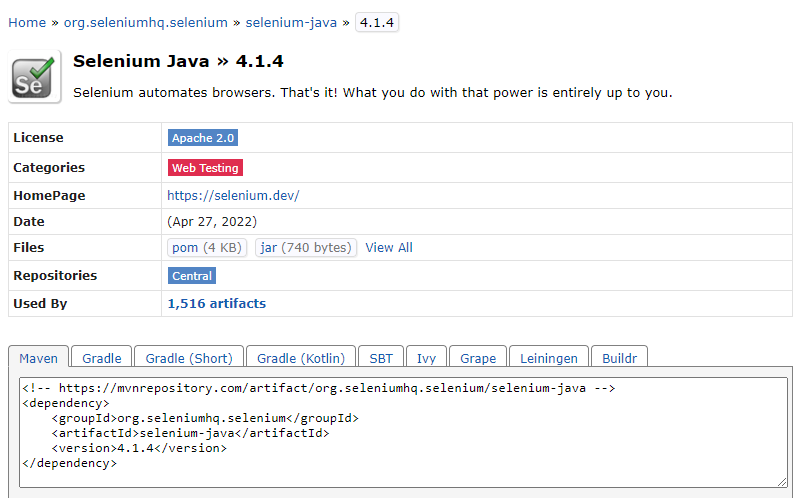 Home » org.seleniumhq.selenium » selenium-java » 4.1.4
Se
Selenium Java » 4.1.4
Selenium automates browsers. That's it! What you do with that power is entirely up to you.
License Apache 2.0
Categories Web Testing
HomePage https://selenium.dev/
Date (Apr 27, 2022)
Files pom (4 KB) jar (740 bytes) View All
Repositories Central
Used By 1,516 artifacts
Maven Gradle Gradle (Short) Gradle (Kotlin) SBT Ivy Grape Leiningen Buildr
<!-- https://mvnrepository.com/artifact/org.seleniumhq.selenium/selenium-java -->
<dependency>
    <groupId>org.seleniumhq.selenium</groupId>
    <artifactId>selenium-java</artifactId>
    <version>4.1.4</version>
</dependency>